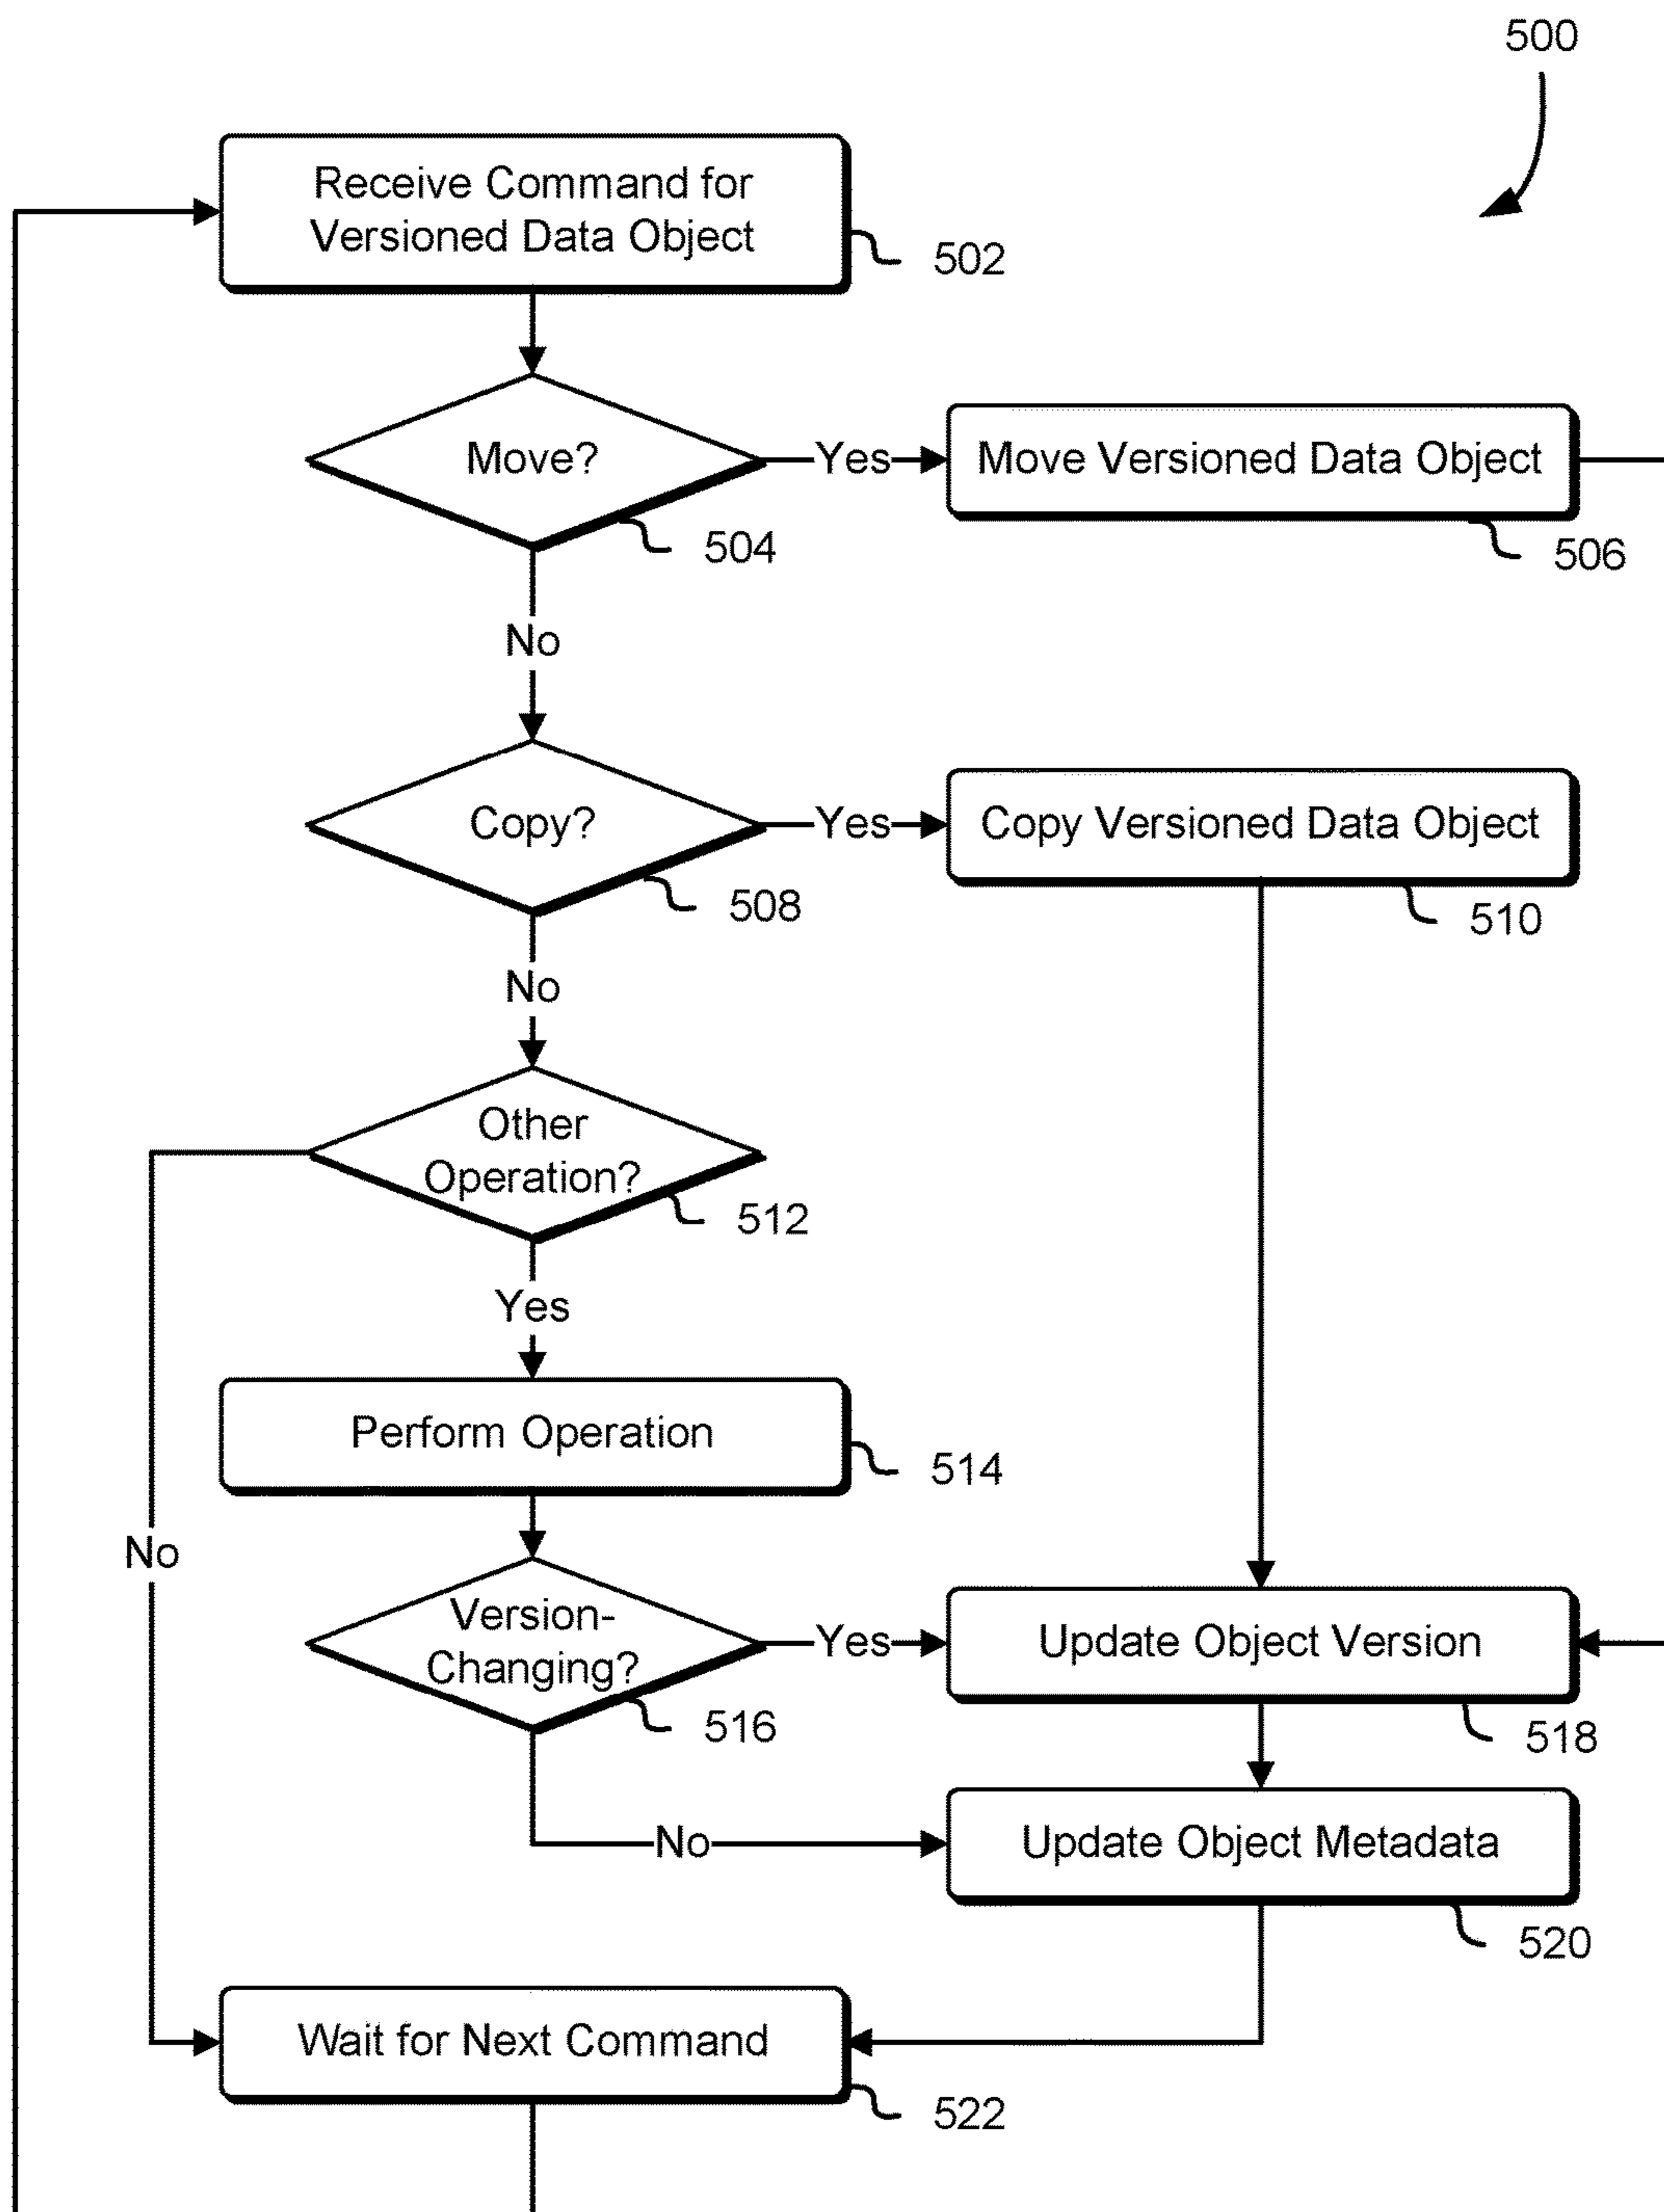 500
Receive Command for
Versioned Data Object
502
Move?
Yes
Move Versioned Data Object
504
506
No
Copy?
Yes
Copy Versioned Data Object
508
510
No
Other
Operation?
512
Yes
Perform Operation
514
No
Version-
Changing?
Yes
Update Object Version
516
518
No
Update Object Metadata
520
Wait for Next Command
522